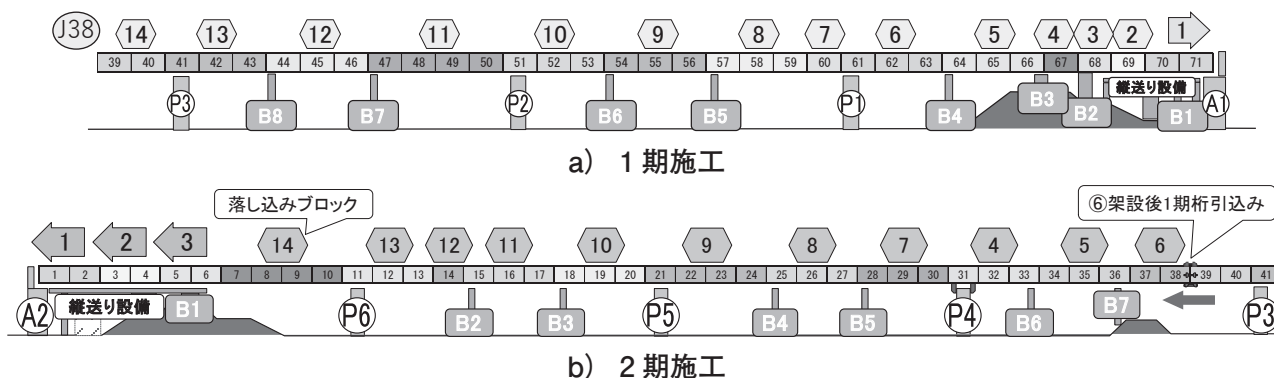 J38 14 13 12 11 10 9 8 7 6 5 4 3 2 1
39 40 41 42 43 44 45 46 47 48 49 50 51 52 53 54 55 56 57 58 59 60 61 62 63 64 65 66 67 68 69 70 71
縦送り設備
P3 B8 B7 P2 B6 B5 P1 B4 B3 B2 B1 A1
a) 1期施工
落し込みブロック
⑥架設後1期桁引込み
1 2 3 14 13 12 11 10 9 8 7 4 5 6
1 2 3 4 5 6 7 8 9 10 11 12 13 14 15 16 17 18 19 20 21 22 23 24 25 26 27 28 29 30 31 32 33 34 35 36 37 38 39 40 41
A2 縦送り設備 B1 P6 B2 B3 P5 B4 B5 P4 B6 B7 P3
b) 2期施工